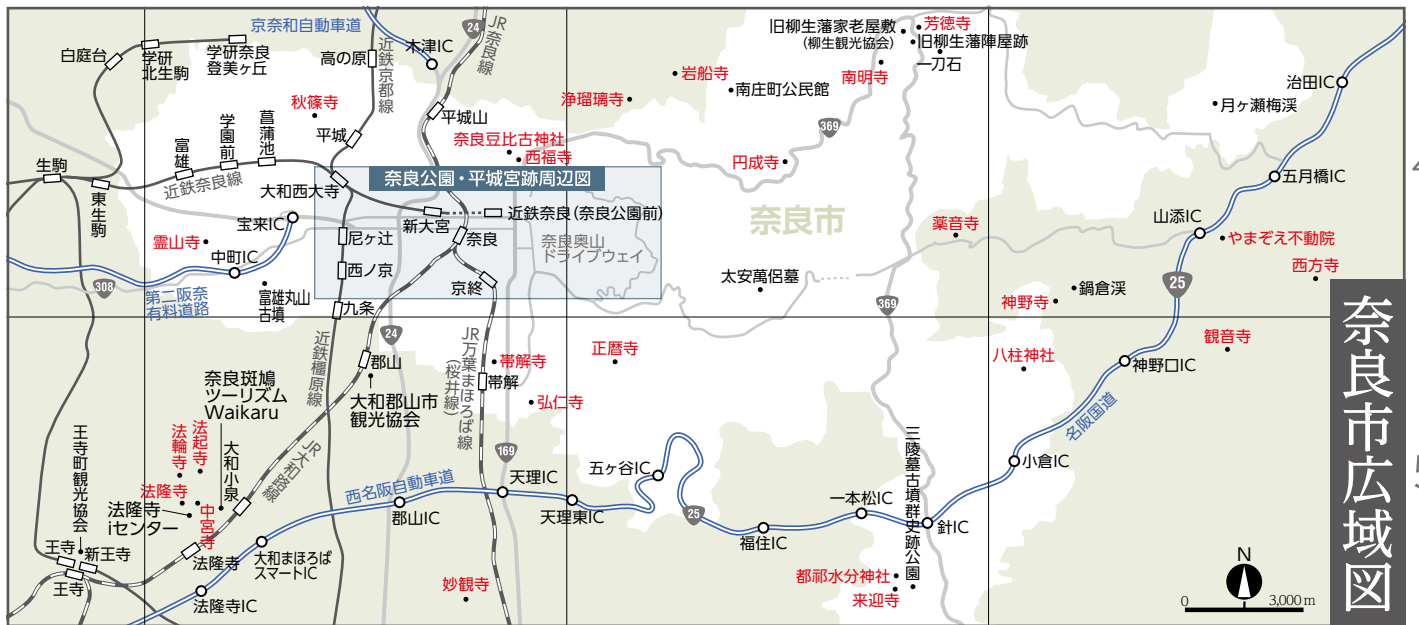 京奈和自動車道
24
JR奈良線
白庭台
学研
北生駒
学研奈良
登美ヶ丘
高の原
近鉄京都線
木津IC
旧柳生藩家老屋敷
(柳生観光協会)
芳徳寺
旧柳生藩陣屋跡
一刀石
南明寺
岩船寺
南庄町公民館
浄瑠璃寺
治田IC
月ヶ瀬梅渓
秋篠寺
平城山
369
奈良豆比古神社
西福寺
円成寺
平城
菖蒲池
学園前
富雄
生駒
東生駒
近鉄奈良線
大和西大寺
奈良公園・平城宮跡周辺図
五月橋IC
4
宝来IC
新大宮
近鉄奈良(奈良公園前)
奈良市
山添IC
薬音寺
やまぞえ不動院
霊山寺
中町IC
尼ヶ辻
奈良
奈良奥山
ドライブウェイ
西ノ京
京終
太安萬侶墓
西方寺
308
第二阪奈
有料道路
富雄丸山
古墳
九条
369
神野寺
鍋倉渓
25
奈良市広域図
24
近鉄橿原線
郡山
JR万葉まほろば線
(桜井線)
帯解寺
帯解
正暦寺
八柱神社
観音寺
神野口IC
奈良斑鳩
ツーリズム
Waikaru
大和郡山市
観光協会
弘仁寺
名阪国道
王寺町観光協会
法輪寺
法起寺
大和小泉
JR大和路線
169
三陵墓古墳群史跡公園
小倉IC
5
法隆寺
法隆寺
iセンター
中宮寺
西名阪自動車道
天理IC
五ヶ谷IC
郡山IC
天理東IC
25
一本松IC
福住IC
針IC
王寺
新王寺
王寺
法隆寺
大和まほろば
スマートIC
法隆寺IC
妙観寺
都祁水分神社
来迎寺
N
0
3,000m